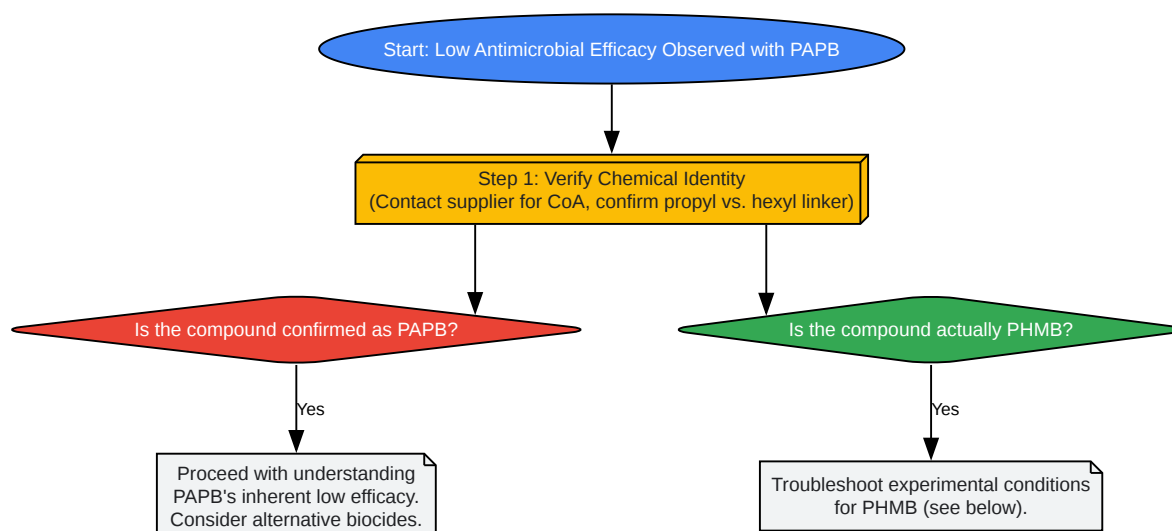 Start: Low Antimicrobial Efficacy Observed with PAPB
Step 1: Verify Chemical Identity
(Contact supplier for CoA, confirm propyl vs. hexyl linker)
Is the compound confirmed as PAPB?
Is the compound actually PHMB?
Yes
Yes
Proceed with understanding
PAPB's inherent low efficacy.
Consider alternative biocides.
Troubleshoot experimental conditions
for PHMB (see below).